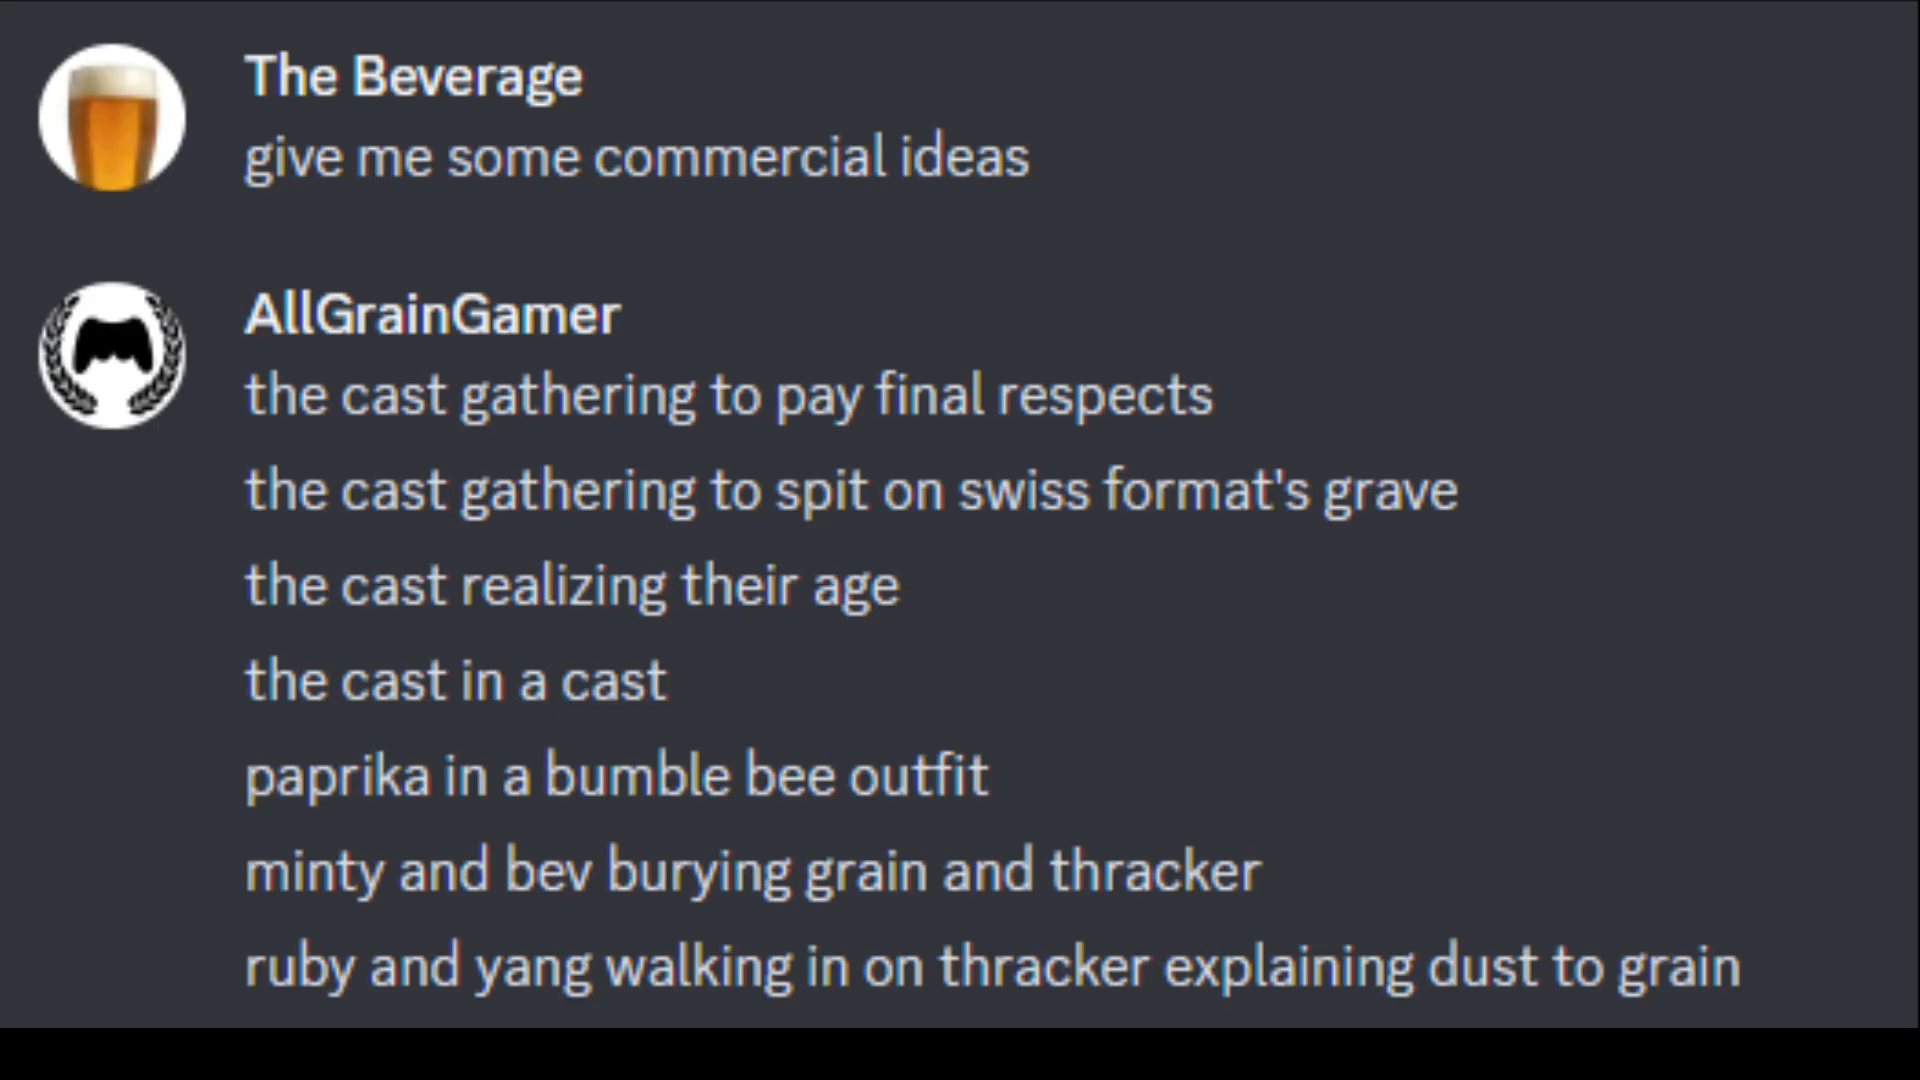 The Beverage
give me some commercial ideas
AllGrainGamer
the cast gathering to pay final respects
the cast gathering to spit on swiss format's grave
the cast realizing their age
the cast in a cast
paprika in a bumble bee outfit
minty and bev burying grain and thracker
ruby and yang walking in on thracker explaining dust to grain